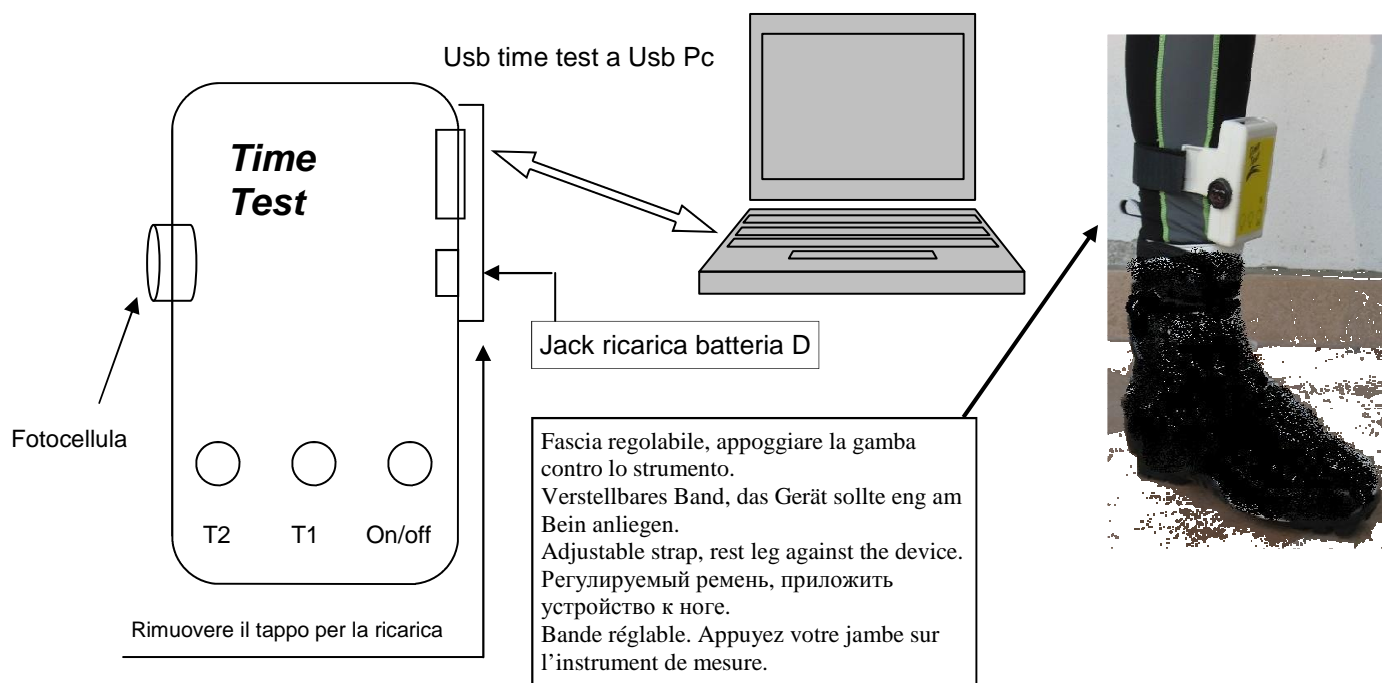 Usb time test a Usb Pc
Time
Test
Jack ricarica batteria D
Fotocellula
T2 T1 On/off
Rimuovere il tappo per la ricarica
Fascia regolabile, appoggiare la gamba
contro lo strumento.
Verstellbares Band, das Gerät sollte eng am
Bein anliegen.
Adjustable strap, rest leg against the device.
Регулируемый ремень, приложить
устройство к ноге.
Bande réglable. Appuyez votre jambe sur
l’instrument de mesure.